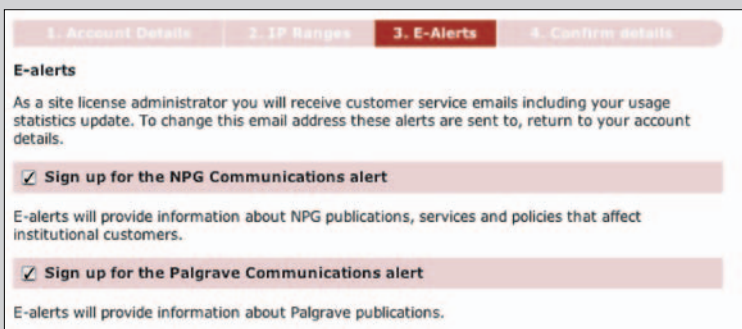 1. Account Details 2. IP Ranges 3. E-Alerts 4. Confirm details
E-alerts
As a site license administrator you will receive customer service emails including your usage
statistics update. To change this email address these alerts are sent to, return to your account
details.
Sign up for the NPG Communications alert
E-alerts will provide information about NPG publications, services and policies that affect
institutional customers.
Sign up for the Palgrave Communications alert
E-alerts will provide information about Palgrave publications.